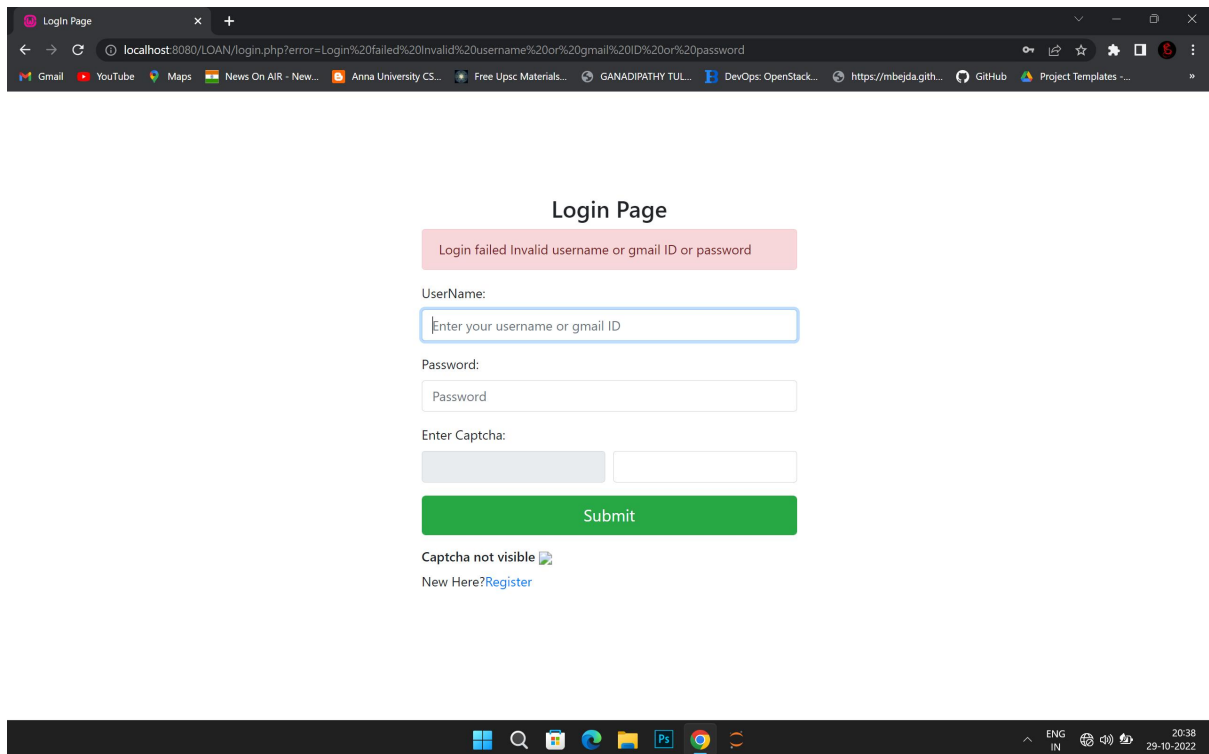 LogIn Page
localhost:8080/LOAN/login.php?error=Login%20failed%20Invalid%20username%20or%20gmail%20ID%20or%20password
Gmail YouTube Maps News On AIR - New... Anna University CS... Free Upsc Materials... GANADIPATHY TUL... DevOps: OpenStack... https://mbejda.gith... GitHub Project Templates -... »
Login Page
Login failed Invalid username or gmail ID or password
UserName:
Enter your username or gmail ID
Password:
Password
Enter Captcha:
Submit
Captcha not visible
New Here?Register
Ps
ENG 20:38
IN 29-10-2022